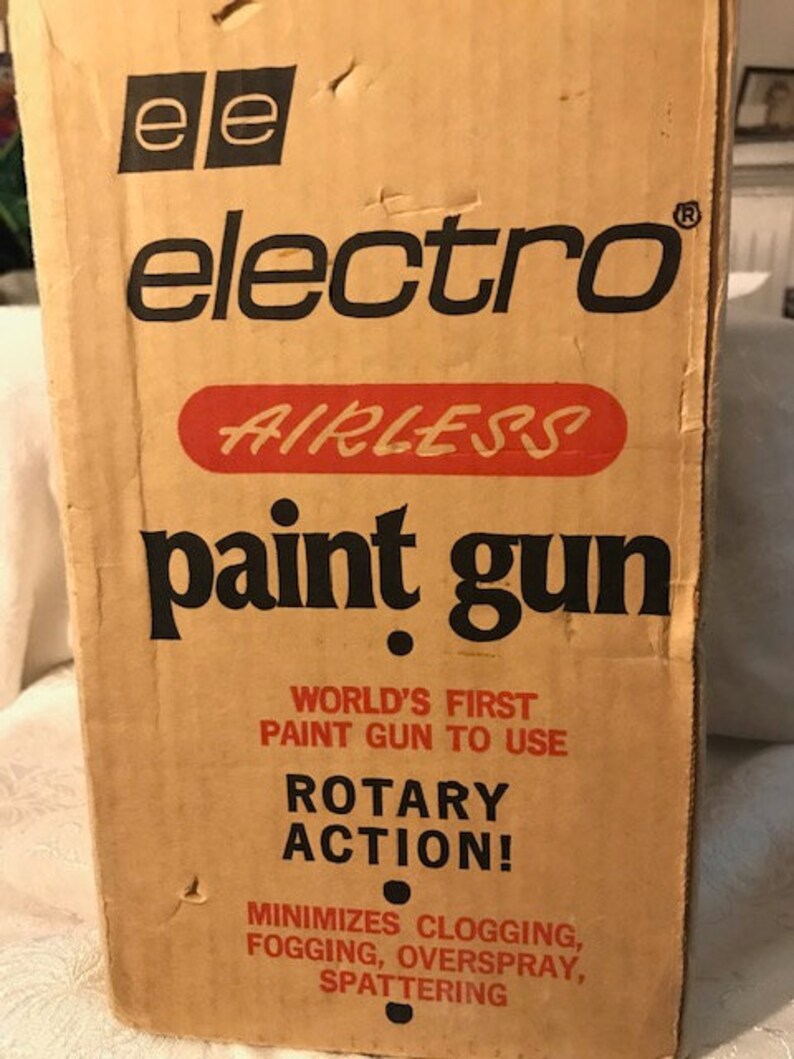 ee
electro®
AIRLESS
paint gun
WORLD'S FIRST
PAINT GUN TO USE
ROTARY
ACTION!
MINIMIZES CLOGGING,
FOGGING, OVERSPRAY,
SPATTERING